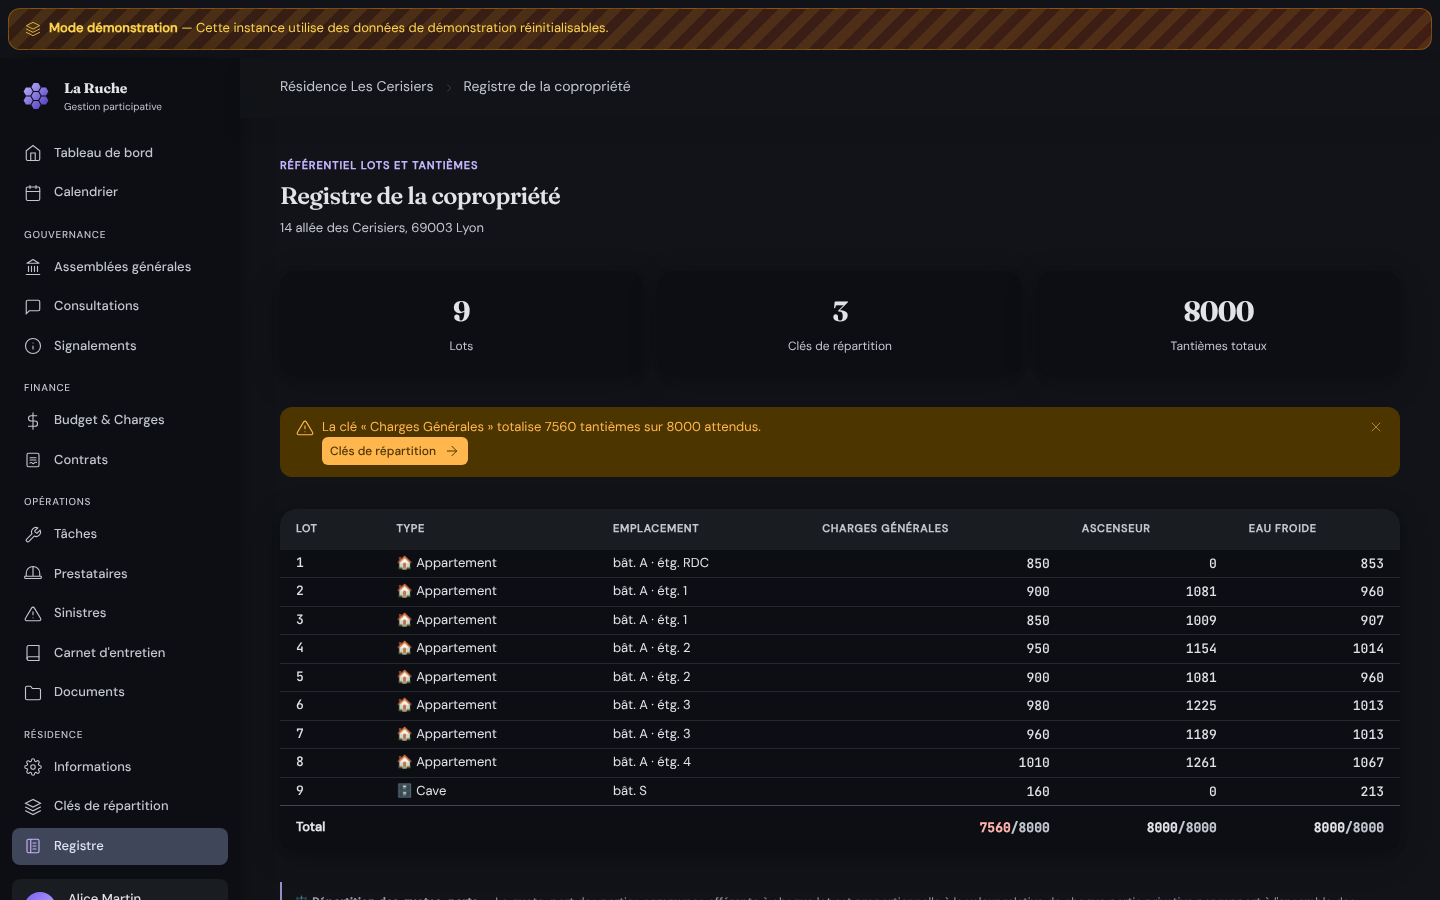 Mode démonstration — Cette instance utilise des données de démonstration réinitialisables.
La Ruche
Gestion participative
Tableau de bord
Calendrier
GOUVERNANCE
Assemblées générales
Consultations
Signalements
FINANCE
Budget & Charges
Contrats
OPÉRATIONS
Tâches
Prestataires
Sinistres
Carnet d'entretien
Documents
RÉSIDENCE
Informations
Clés de répartition
Registre
Alice Martin
Résidence Les Cerisiers > Registre de la copropriété
RÉFÉRENTIEL LOTS ET TANTIÈMES
Registre de la copropriété
14 allée des Cerisiers, 69003 Lyon
9 3 8000
Lots Clés de répartition Tantièmes totaux
La clé « Charges Générales » totalise 7560 tantièmes sur 8000 attendus.
Clés de répartition →
LOT TYPE EMPLACEMENT CHARGES GÉNÉRALES ASCENSEUR EAU FROIDE
1 Appartement bât. A · étg. RDC 850 0 853
2 Appartement bât. A · étg. 1 900 1081 960
3 Appartement bât. A · étg. 1 850 1009 907
4 Appartement bât. A · étg. 2 950 1154 1014
5 Appartement bât. A · étg. 2 900 1081 960
6 Appartement bât. A · étg. 3 980 1225 1013
7 Appartement bât. A · étg. 3 960 1189 1013
8 Appartement bât. A · étg. 4 1010 1261 1067
9 Cave bât. S 160 0 213
Total 7560/8000 8000/8000 8000/8000